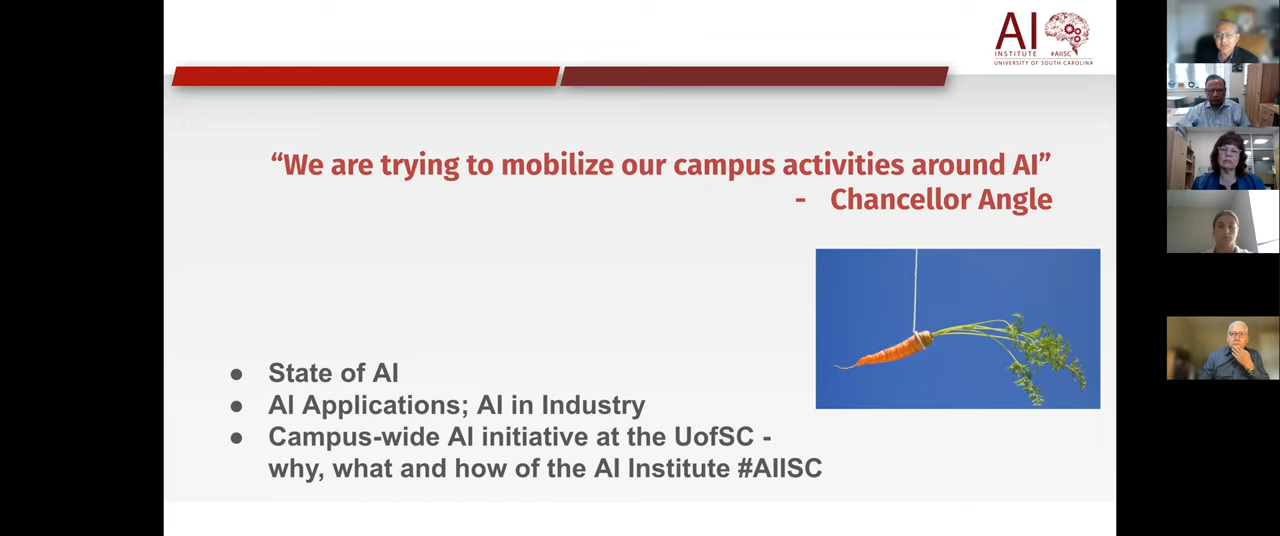 AI
INSTITUTE #AIISC
UNIVERSITY OF SOUTH CAROLINA
“We are trying to mobilize our campus activities around AI”
- Chancellor Angle
● State of AI
● AI Applications; AI in Industry
● Campus-wide AI initiative at the UofSC -
why, what and how of the AI Institute #AIISC